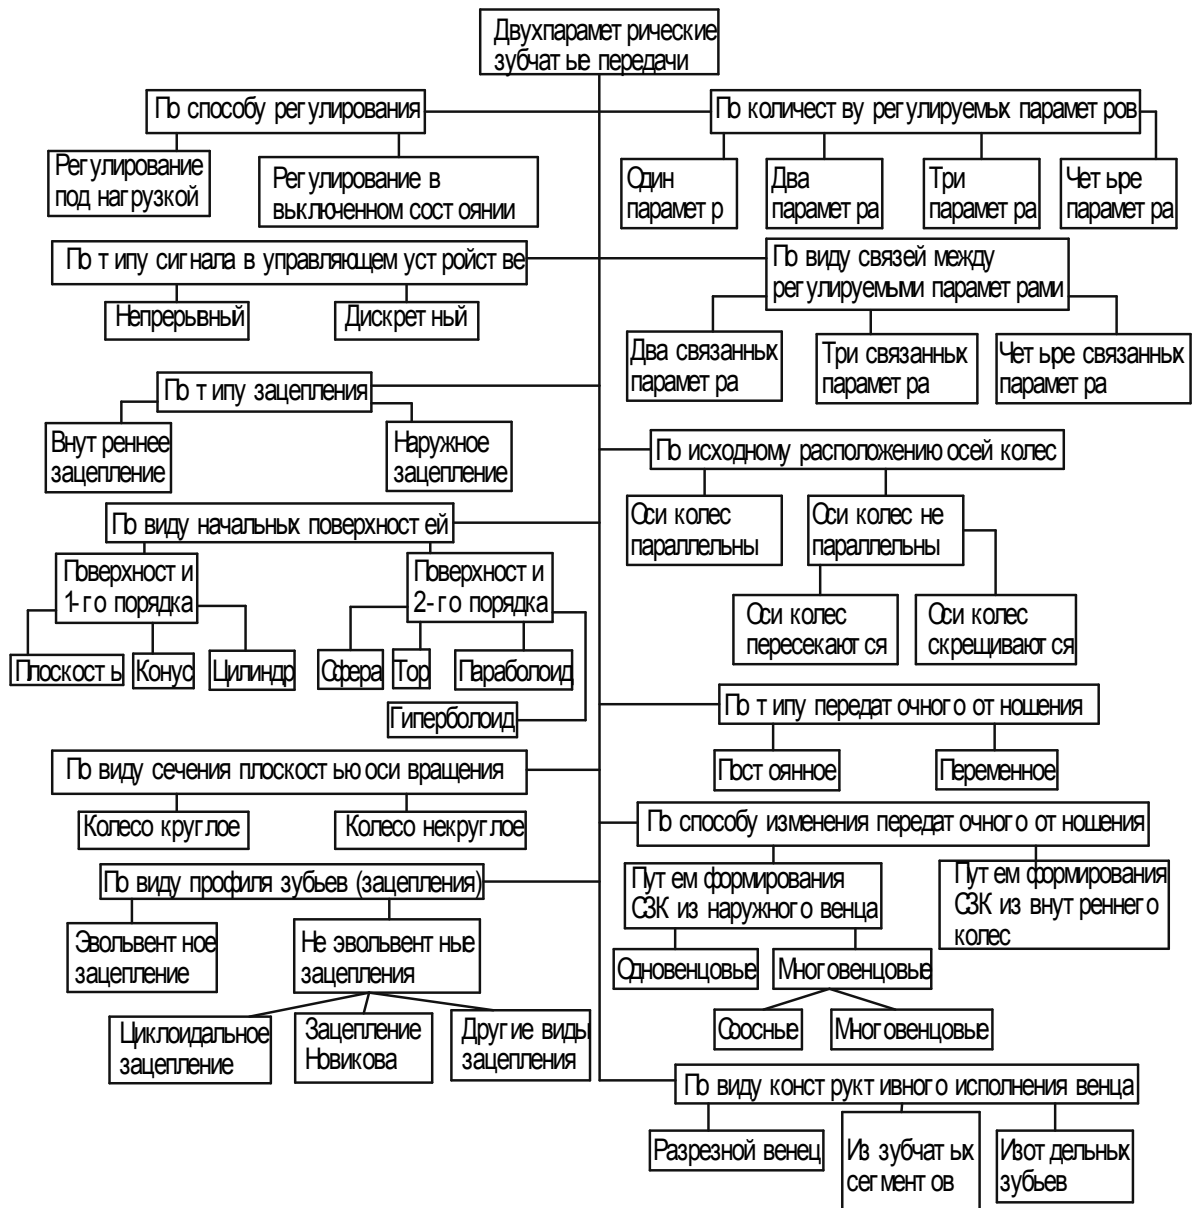 Двухпараметрические
зубчатые передачи
По способу регулирования
По количеству регулируемых параметров
Регулирование
под нагрузкой
Регулирование в
выключенном состоянии
Один
параметр
Два
параметра
Три
параметра
Четыре
параметра
По типу сигнала в управляющем устройстве
По виду связей между
регулируемыми параметрами
Непрерывный
Дискретный
Два связанных
параметра
Три связанных
параметра
Четыре связанных
параметра
По типу зацепления
Внутреннее
зацепление
Наружное
зацепление
По исходному расположению осей колес
Оси колес
параллельны
Оси колес не
параллельны
По виду начальных поверхностей
Поверхности
1-го порядка
Поверхности
2-го порядка
Оси колес
пересекаются
Оси колес
скрещиваются
Плоскость
Конус
Цилиндр
Сфера
Тор
Параболоид
Гиперболоид
По типу передаточного отношения
Постоянное
Переменное
По виду сечения плоскостью оси вращения
Колесо круглое
Колесо некруглое
По способу изменения передаточного отношения
Путем формирования
СЗК из наружного венца
Путем формирования
СЗК из внутреннего
колес
По виду профиля зубьев (зацепления)
Эвольвентное
зацепление
Не эвольвентные
зацепления
Одновенцовые
Многовенцовые
Циклоидальное
зацепление
Зацепление
Новикова
Другие виды
зацепления
Соосные
Многовенцовые
По виду конструктивного исполнения венца
Разрезной венец
Из зубчатых
сегментов
Изотдельных
зубьев